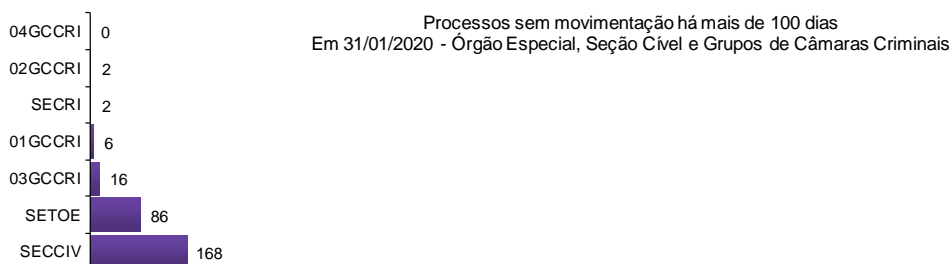 Processos sem movimentação há mais de 100 dias
Em 31/01/2020 - Órgão Especial, Seção Cível e Grupos de Câmaras Criminais
04GCCRI 0
02GCCRI 2
SECRI 2
01GCCRI 6
03GCCRI 16
SETOE 86
SECCIV 168